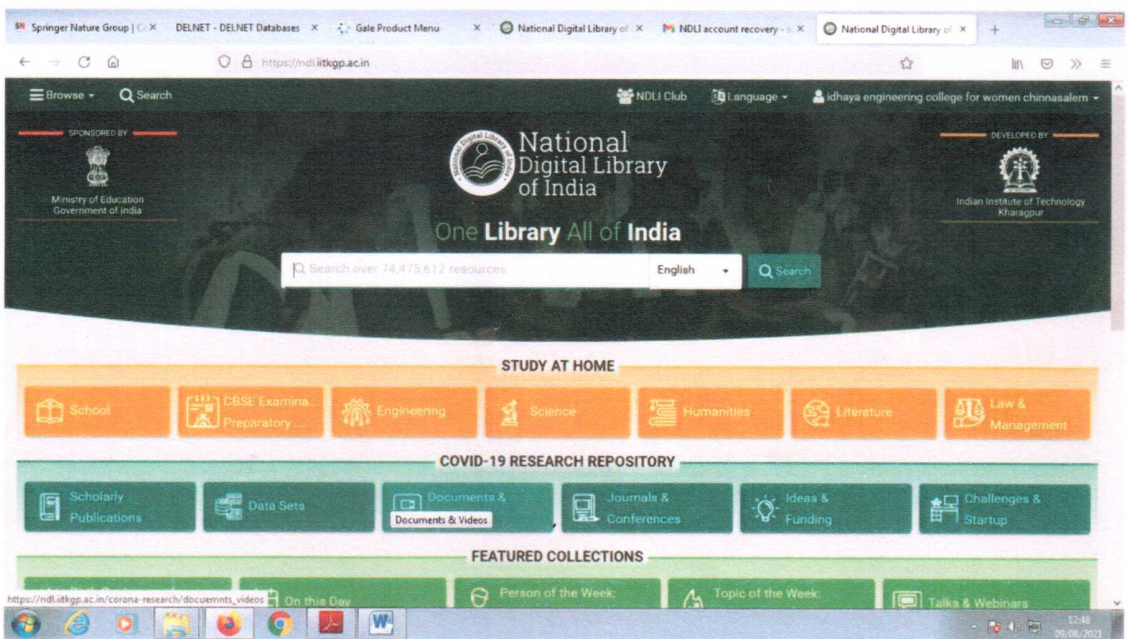 Springer Nature Group | C
DELNET - DELNET Databases
Gale Product Menu
National Digital Library of
NDLI account recovery - s
National Digital Library of
https://ndl.iitkgp.ac.in
Browse
Search
NDLI Club
Language
idhaya engineering college for women chinnasalem
SPONSORED BY
Ministry of Education
Government of india
National
Digital Library
of India
DEVELOPED BY
Indian Institute of Technology
Kharagpur
One Library All of India
Search over 74,475,612 resources
English
Search
STUDY AT HOME
School
CBSE Examina...
Preparatory ...
Engineering
Science
Humanities
Literature
Law &
Management
COVID-19 RESEARCH REPOSITORY
Scholarly
Publications
Data Sets
Documents &
Documents & Videos
Journals &
Conferences
Ideas &
Funding
Challenges &
Startup
FEATURED COLLECTIONS
On this Day
Person of the Week:
Topic of the Week:
Talks & Webinars
https://ndl.iitkgp.ac.in/corona-research/docuemnts_videos
12:48
09/08/2021